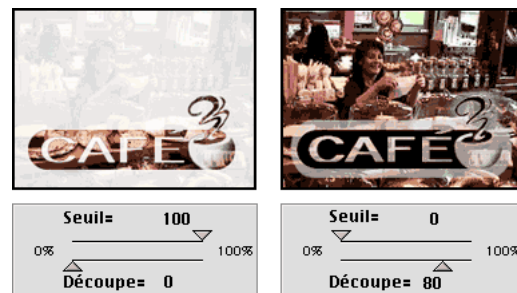 CAFÉ
CAFÉ
Seuil= 100
0% 100%
Découpe= 0
Seuil= 0
0% 100%
Découpe= 80